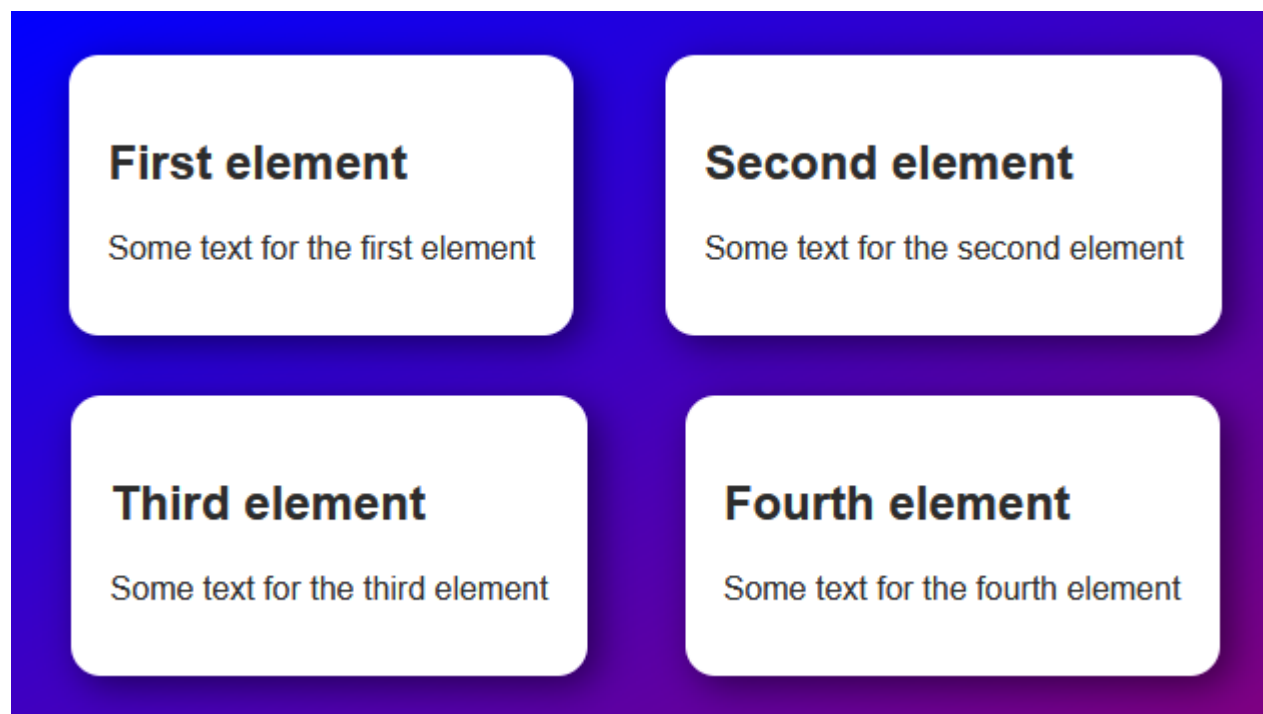 First element
Some text for the first element
Second element
Some text for the second element
Third element
Some text for the third element
Fourth element
Some text for the fourth element